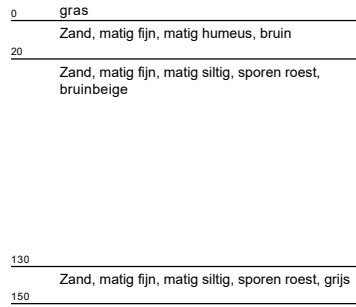 0 gras
Zand, matig fijn, matig humeus, bruin
20
Zand, matig fijn, matig siltig, sporen roest,
bruinbeige
130
Zand, matig fijn, matig siltig, sporen roest, grijs
150